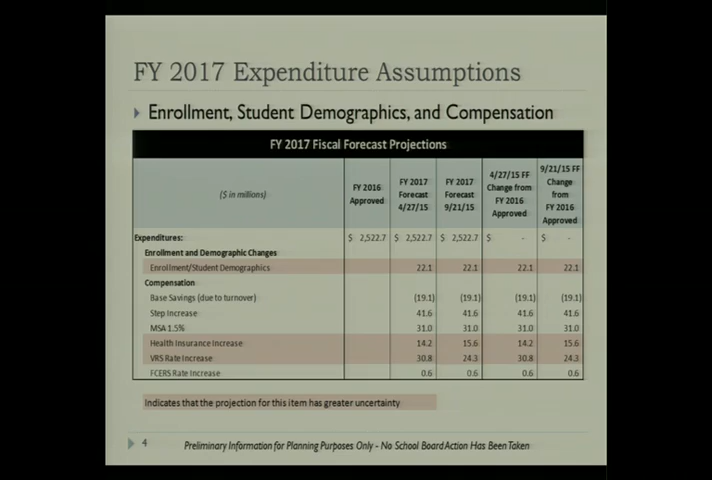 FY 2017 Expenditure Assumptions
Enrollment, Student Demographics, and Compensation
FY 2017 Fiscal Forecast Projections
($ in millions) FY 2016 Approved FY 2017 Forecast 4/27/15 FY 2017 Forecast 9/21/15 4/27/15 FF Change from FY 2016 Approved 9/21/15 FF Change from FY 2016 Approved
Expenditures: $ 2,522.7 $ 2,522.7 $ 2,522.7 $ - $ -
Enrollment and Demographic Changes
Enrollment/Student Demographics 22.1 22.1 22.1 22.1
Compensation
Base Savings (due to turnover) (19.1) (19.1) (19.1) (19.1)
Step Increase 41.6 41.6 41.6 41.6
MSA 1.5% 31.0 31.0 31.0 31.0
Health Insurance Increase 14.2 15.6 14.2 15.6
VRS Rate Increase 30.8 24.3 30.8 24.3
FCERS Rate Increase 0.6 0.6 0.6 0.6
Indicates that the projection for this item has greater uncertainty
4 Preliminary Information for Planning Purposes Only - No School Board Action Has Been Taken